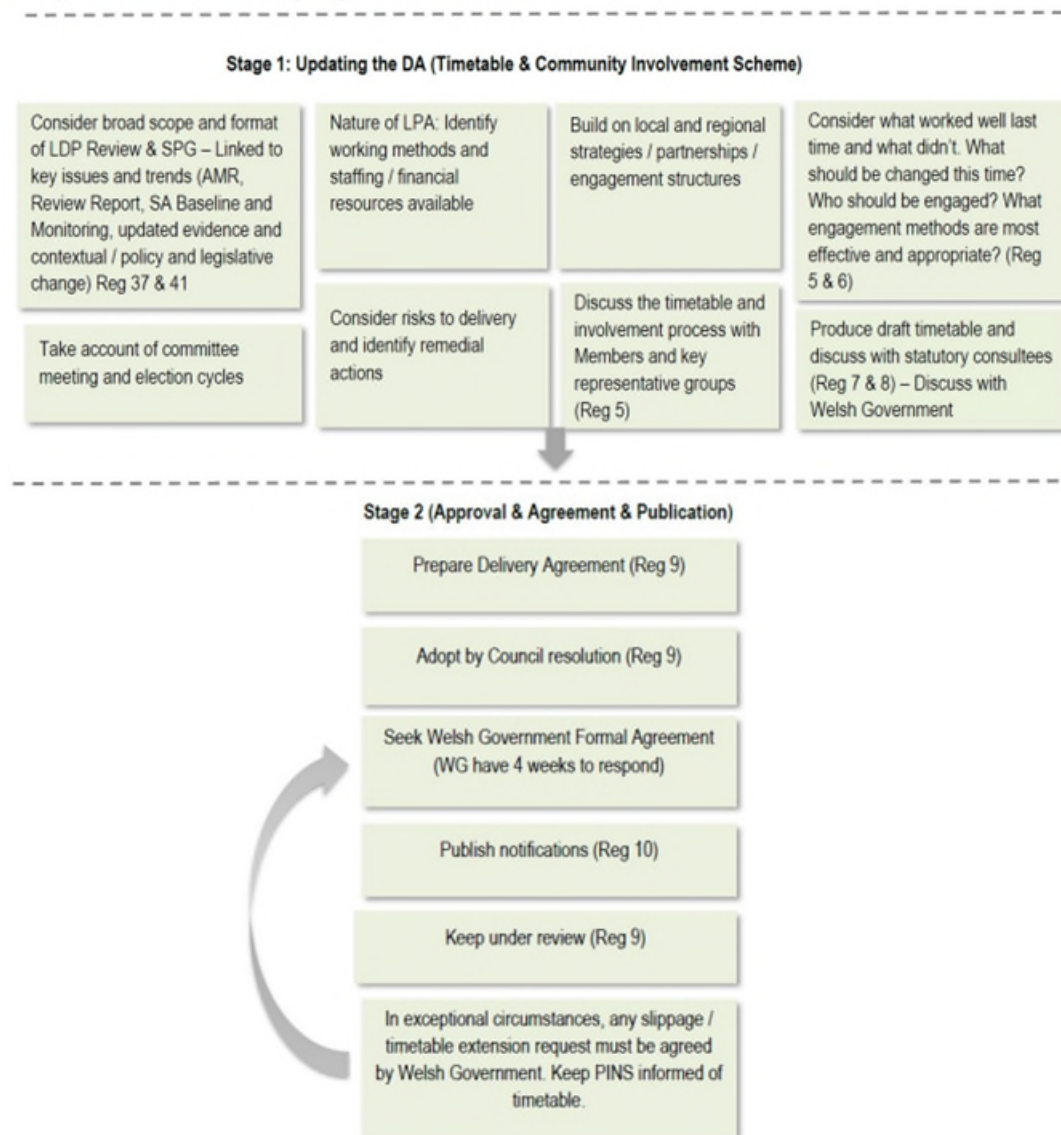 Stage 1: Updating the DA (Timetable & Community Involvement Scheme)
Consider broad scope and format
of LDP Review & SPG – Linked to
key issues and trends (AMR,
Review Report, SA Baseline and
Monitoring, updated evidence and
contextual / policy and legislative
change) Reg 37 & 41
Nature of LPA: Identify
working methods and
staffing / financial
resources available
Build on local and regional
strategies / partnerships /
engagement structures
Consider what worked well last
time and what didn't. What
should be changed this time?
Who should be engaged? What
engagement methods are most
effective and appropriate? (Reg
5 & 6)
Take account of committee
meeting and election cycles
Consider risks to delivery
and identify remedial
actions
Discuss the timetable and
involvement process with
Members and key
representative groups
(Reg 5)
Produce draft timetable and
discuss with statutory consultees
(Reg 7 & 8) – Discuss with
Welsh Government
Stage 2 (Approval & Agreement & Publication)
Prepare Delivery Agreement (Reg 9)
Adopt by Council resolution (Reg 9)
Seek Welsh Government Formal Agreement
(WG have 4 weeks to respond)
Publish notifications (Reg 10)
Keep under review (Reg 9)
In exceptional circumstances, any slippage /
timetable extension request must be agreed
by Welsh Government. Keep PINS informed of
timetable.